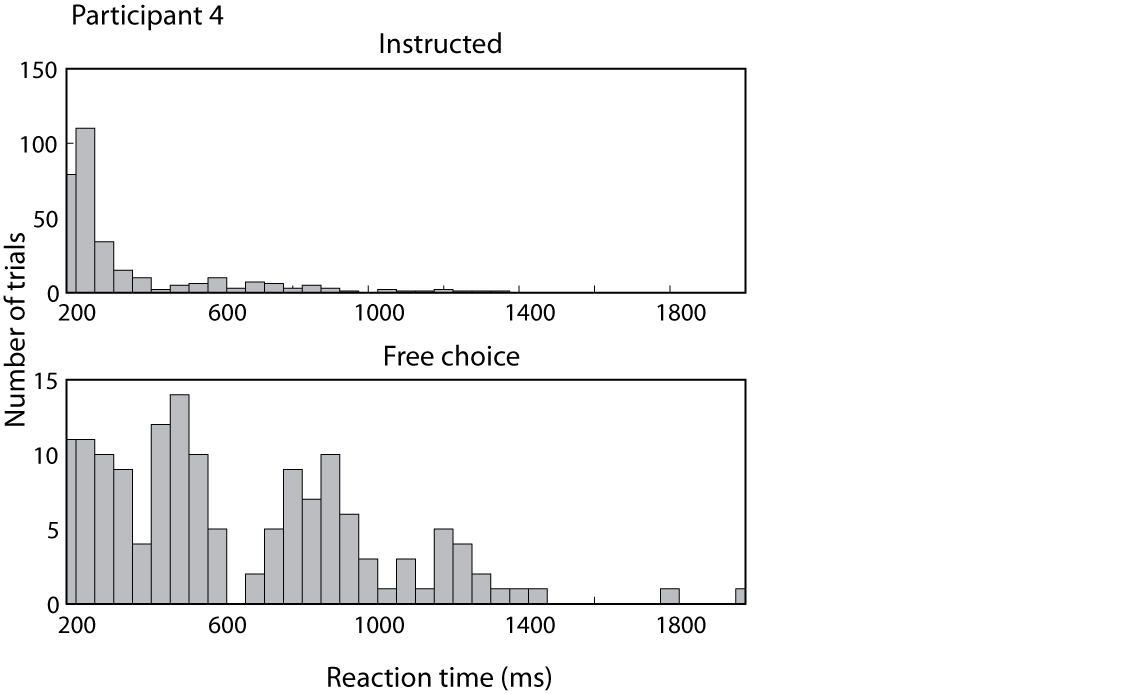 Participant 4
Instructed
150
100
50
0
200 600 1000 1400 1800
Number of trials
Free choice
15
10
5
0
200 600 1000 1400 1800
Reaction time (ms)